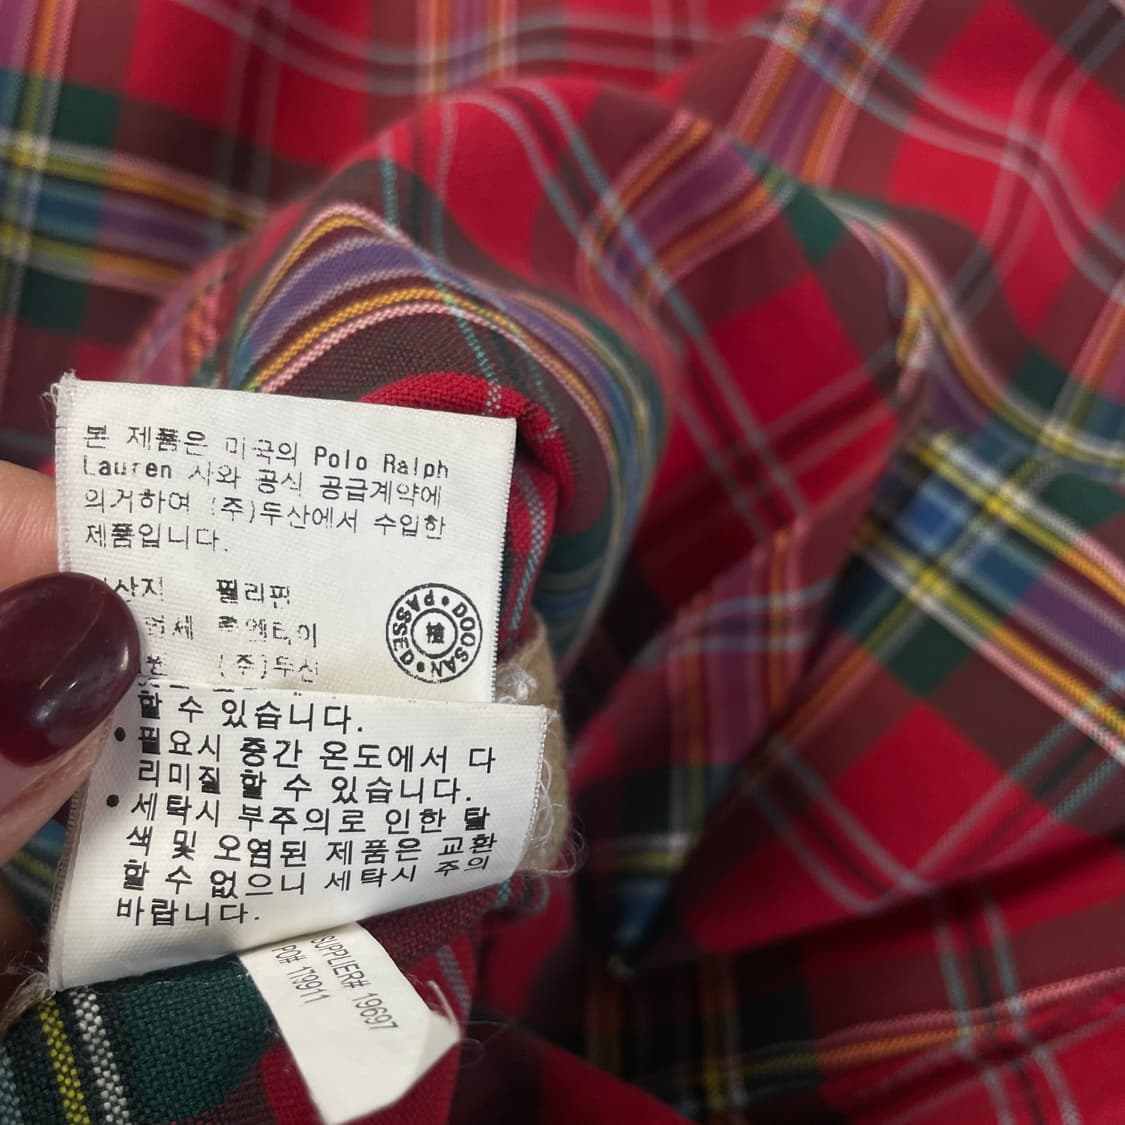 본 제품은 미국의 Polo Ralph
Lauren 사와 공식 공급계약에
의거하여 (주)두산에서 수입한
제품입니다.
산지 필리핀
(주)두산
DOOSAN • PASSED •
할 수 있습니다.
• 필요시 중간 온도에서 다
리미질 할 수 있습니다.
• 세탁시 부주의로 인한 탈
색 및 오염된 제품은 교환
할 수 없으니 세탁시 주의
바랍니다.
SUPPLIER# 19697
PO# 179911